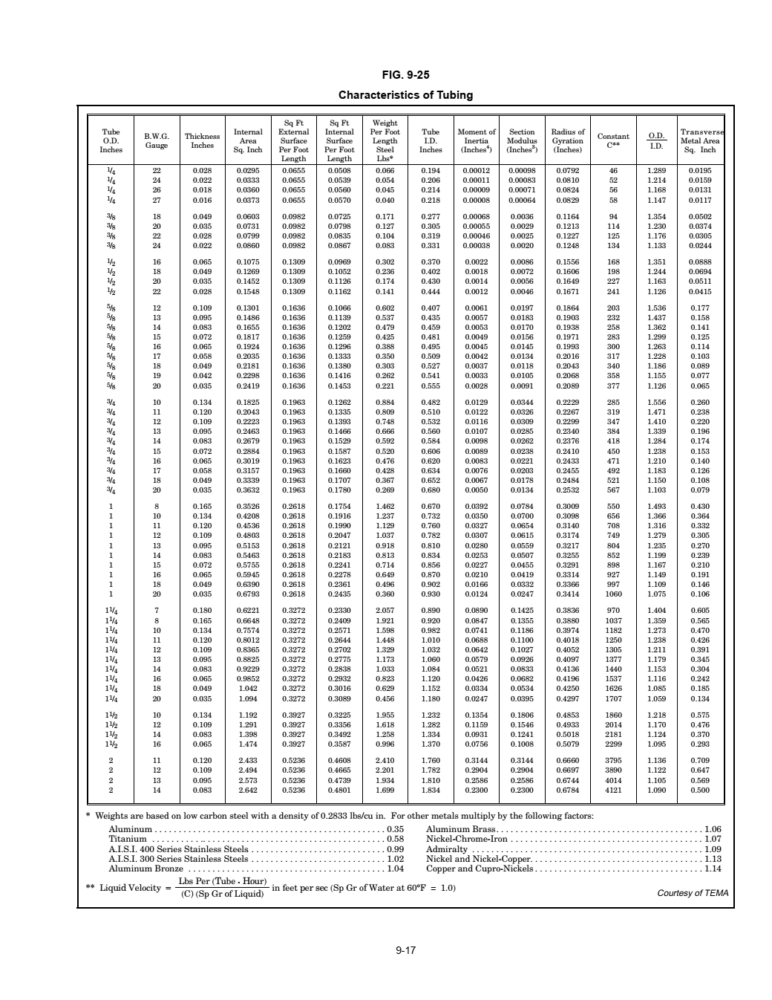 FIG. 9-25
Characteristics of Tubing
Tube O.D. Inches B.W.G. Gauge Thickness Inches Internal Area Sq. Inch Sq Ft External Surface Per Foot Length Sq Ft Internal Surface Per Foot Length Weight Per Foot Length Steel Lbs* Tube I.D. Inches Moment of Inertia (Inches⁴) Section Modulus (Inches³) Radius of Gyration (Inches) Constant C** O.D. I.D. Transverse Metal Area Sq. Inch
1/4 22 0.028 0.0295 0.0655 0.0508 0.066 0.194 0.00012 0.00098 0.0792 46 1.289 0.0195
1/4 24 0.022 0.0333 0.0655 0.0539 0.054 0.206 0.00011 0.00083 0.0810 52 1.214 0.0159
1/4 26 0.018 0.0360 0.0655 0.0560 0.045 0.214 0.00009 0.00071 0.0824 56 1.168 0.0131
1/4 27 0.016 0.0373 0.0655 0.0570 0.040 0.218 0.00008 0.00064 0.0829 58 1.147 0.0117
3/8 18 0.049 0.0603 0.0982 0.0725 0.171 0.277 0.00068 0.0036 0.1164 94 1.354 0.0502
3/8 20 0.035 0.0731 0.0982 0.0798 0.127 0.305 0.00055 0.0029 0.1213 114 1.230 0.0374
3/8 22 0.028 0.0799 0.0982 0.0835 0.104 0.319 0.00046 0.0025 0.1227 125 1.176 0.0305
3/8 24 0.022 0.0860 0.0982 0.0867 0.083 0.331 0.00038 0.0020 0.1248 134 1.133 0.0244
1/2 16 0.065 0.1075 0.1309 0.0969 0.302 0.370 0.0022 0.0086 0.1556 168 1.351 0.0888
1/2 18 0.049 0.1269 0.1309 0.1052 0.236 0.402 0.0018 0.0072 0.1606 198 1.244 0.0694
1/2 20 0.035 0.1452 0.1309 0.1126 0.174 0.430 0.0014 0.0056 0.1649 227 1.163 0.0511
1/2 22 0.028 0.1548 0.1309 0.1162 0.141 0.444 0.0012 0.0046 0.1671 241 1.126 0.0415
5/8 12 0.109 0.1301 0.1636 0.1066 0.602 0.407 0.0061 0.0197 0.1864 203 1.536 0.177
5/8 13 0.095 0.1486 0.1636 0.1139 0.537 0.435 0.0057 0.0183 0.1903 232 1.437 0.158
5/8 14 0.083 0.1655 0.1636 0.1202 0.479 0.459 0.0053 0.0170 0.1938 258 1.362 0.141
5/8 15 0.072 0.1817 0.1636 0.1259 0.425 0.481 0.0049 0.0156 0.1971 283 1.299 0.125
5/8 16 0.065 0.1924 0.1636 0.1296 0.388 0.495 0.0045 0.0145 0.1993 300 1.263 0.114
5/8 17 0.058 0.2035 0.1636 0.1333 0.350 0.509 0.0042 0.0134 0.2016 317 1.228 0.103
5/8 18 0.049 0.2181 0.1636 0.1380 0.303 0.527 0.0037 0.0118 0.2043 340 1.186 0.089
5/8 19 0.042 0.2298 0.1636 0.1416 0.262 0.541 0.0033 0.0105 0.2068 358 1.155 0.077
5/8 20 0.035 0.2419 0.1636 0.1453 0.221 0.555 0.0028 0.0091 0.2089 377 1.126 0.065
3/4 10 0.134 0.1825 0.1963 0.1262 0.884 0.482 0.0129 0.0344 0.2229 285 1.556 0.260
3/4 11 0.120 0.2043 0.1963 0.1335 0.809 0.510 0.0122 0.0326 0.2267 319 1.471 0.238
3/4 12 0.109 0.2223 0.1963 0.1393 0.748 0.532 0.0116 0.0309 0.2299 347 1.410 0.220
3/4 13 0.095 0.2463 0.1963 0.1466 0.666 0.560 0.0107 0.0285 0.2340 384 1.339 0.196
3/4 14 0.083 0.2679 0.1963 0.1529 0.592 0.584 0.0098 0.0262 0.2376 418 1.284 0.174
3/4 15 0.072 0.2884 0.1963 0.1587 0.520 0.606 0.0089 0.0238 0.2410 450 1.238 0.153
3/4 16 0.065 0.3019 0.1963 0.1623 0.476 0.620 0.0083 0.0221 0.2433 471 1.210 0.140
3/4 17 0.058 0.3157 0.1963 0.1660 0.428 0.634 0.0076 0.0203 0.2455 492 1.183 0.126
3/4 18 0.049 0.3339 0.1963 0.1707 0.367 0.652 0.0067 0.0178 0.2484 521 1.150 0.108
3/4 20 0.035 0.3632 0.1963 0.1780 0.269 0.680 0.0050 0.0134 0.2532 567 1.103 0.079
1 8 0.165 0.3526 0.2618 0.1754 1.462 0.670 0.0392 0.0784 0.3009 550 1.493 0.430
1 10 0.134 0.4208 0.2618 0.1916 1.237 0.732 0.0350 0.0700 0.3098 656 1.366 0.364
1 11 0.120 0.4536 0.2618 0.1990 1.129 0.760 0.0327 0.0654 0.3140 708 1.316 0.332
1 12 0.109 0.4803 0.2618 0.2047 1.037 0.782 0.0307 0.0615 0.3174 749 1.279 0.305
1 13 0.095 0.5153 0.2618 0.2121 0.918 0.810 0.0280 0.0559 0.3217 804 1.235 0.270
1 14 0.083 0.5463 0.2618 0.2183 0.813 0.834 0.0253 0.0507 0.3255 852 1.199 0.239
1 15 0.072 0.5755 0.2618 0.2241 0.714 0.856 0.0227 0.0455 0.3291 898 1.167 0.210
1 16 0.065 0.5945 0.2618 0.2278 0.649 0.870 0.0210 0.0419 0.3314 927 1.149 0.191
1 18 0.049 0.6390 0.2618 0.2361 0.496 0.902 0.0166 0.0332 0.3366 997 1.109 0.146
1 20 0.035 0.6793 0.2618 0.2435 0.360 0.930 0.0124 0.0247 0.3414 1060 1.075 0.106
1 1/4 7 0.180 0.6221 0.3272 0.2330 2.057 0.890 0.0890 0.1425 0.3836 970 1.404 0.605
1 1/4 8 0.165 0.6648 0.3272 0.2409 1.921 0.920 0.0847 0.1355 0.3880 1037 1.359 0.565
1 1/4 10 0.134 0.7574 0.3272 0.2571 1.598 0.982 0.0741 0.1186 0.3974 1182 1.273 0.470
1 1/4 11 0.120 0.8012 0.3272 0.2644 1.448 1.010 0.0688 0.1100 0.4018 1250 1.238 0.426
1 1/4 12 0.109 0.8365 0.3272 0.2702 1.329 1.032 0.0642 0.1027 0.4052 1305 1.211 0.391
1 1/4 13 0.095 0.8825 0.3272 0.2775 1.173 1.060 0.0579 0.0926 0.4097 1377 1.179 0.345
1 1/4 14 0.083 0.9229 0.3272 0.2838 1.033 1.084 0.0521 0.0833 0.4136 1440 1.153 0.304
1 1/4 16 0.065 0.9852 0.3272 0.2932 0.823 1.120 0.0426 0.0682 0.4196 1537 1.116 0.242
1 1/4 18 0.049 1.042 0.3272 0.3016 0.629 1.152 0.0334 0.0534 0.4250 1626 1.085 0.185
1 1/4 20 0.035 1.094 0.3272 0.3089 0.456 1.180 0.0247 0.0395 0.4297 1707 1.059 0.134
1 1/2 10 0.134 1.192 0.3927 0.3225 1.955 1.232 0.1354 0.1806 0.4853 1860 1.218 0.575
1 1/2 12 0.109 1.291 0.3927 0.3356 1.618 1.282 0.1159 0.1546 0.4933 2014 1.170 0.476
1 1/2 14 0.083 1.398 0.3927 0.3492 1.258 1.334 0.0931 0.1241 0.5018 2181 1.124 0.370
1 1/2 16 0.065 1.474 0.3927 0.3587 0.996 1.370 0.0756 0.1008 0.5079 2299 1.095 0.293
2 11 0.120 2.433 0.5236 0.4608 2.410 1.760 0.3144 0.3144 0.6660 3795 1.136 0.709
2 12 0.109 2.494 0.5236 0.4665 2.201 1.782 0.2904 0.2904 0.6697 3890 1.122 0.647
2 13 0.095 2.573 0.5236 0.4739 1.934 1.810 0.2586 0.2586 0.6744 4014 1.105 0.569
2 14 0.083 2.642 0.5236 0.4801 1.699 1.834 0.2300 0.2300 0.6784 4121 1.090 0.500
* Weights are based on low carbon steel with a density of 0.2833 lbs/cu in. For other metals multiply by the following factors:
Aluminum . . . 0.35 Aluminum Brass . . . 1.06
Titanium . . . 0.58 Nickel-Chrome-Iron . . . 1.07
A.I.S.I. 400 Series Stainless Steels . . . 0.99 Admiralty . . . 1.09
A.I.S.I. 300 Series Stainless Steels . . . 1.02 Nickel and Nickel-Copper . . . 1.13
Aluminum Bronze . . . 1.04 Copper and Cupro-Nickels . . . 1.14
** Liquid Velocity = Lbs Per (Tube • Hour) / (C) (Sp Gr of Liquid) in feet per sec (Sp Gr of Water at 60°F = 1.0)
Courtesy of TEMA
9-17